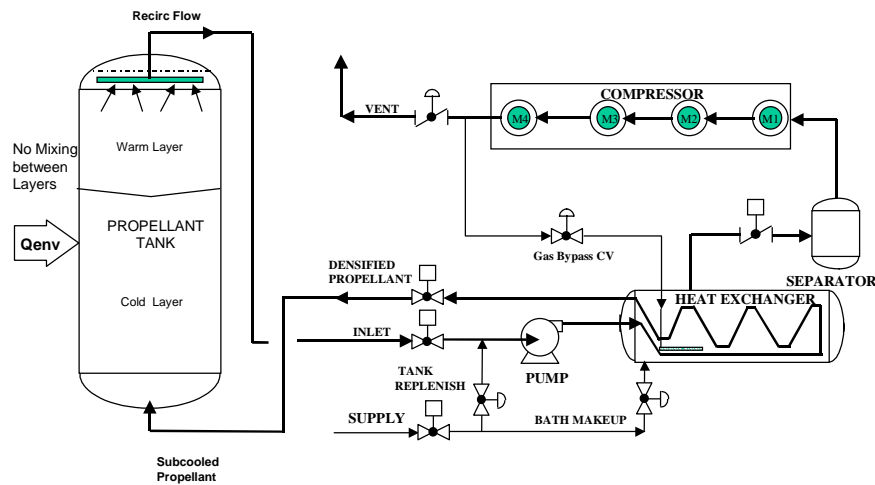 Recirc Flow
No Mixing
between
Layers
Warm Layer
PROPELLANT
TANK
Qenv
Cold Layer
Subcooled
Propellant
VENT
COMPRESSOR
M4
M3
M2
M1
Gas Bypass CV
SEPARATOR
DENSIFIED
PROPELLANT
HEAT EXCHANGER
INLET
PUMP
TANK
REPLENISH
SUPPLY
BATH MAKEUP